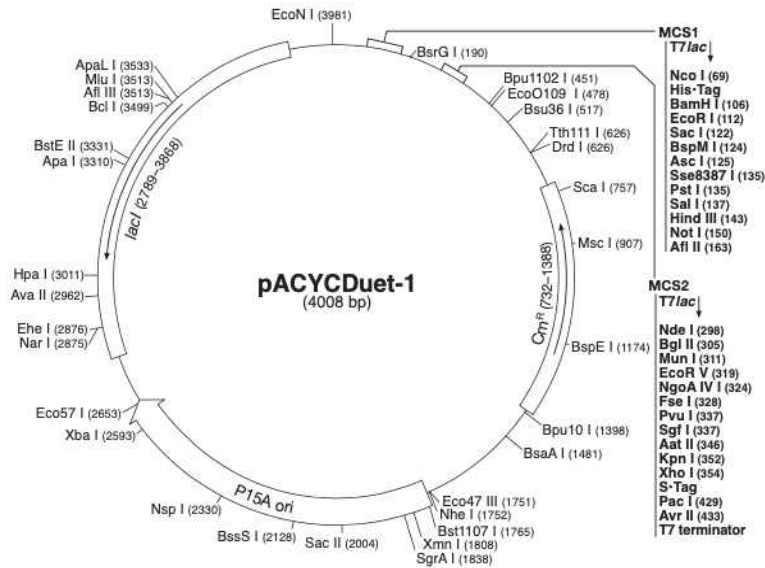 EcoN I (3981)
ApaL I (3533)
Mlu I (3513)
Afl III (3513)
Bcl I (3499)
BstE II (3331)
Apa I (3310)
lacI (2789–3868)
Hpa I (3011)
Ava II (2962)
Ehe I (2876)
Nar I (2875)
Eco57 I (2653)
Xba I (2593)
P15A ori
Nsp I (2330)
BssS I (2128)
Sac II (2004)
pACYCDuet-1
(4008 bp)
BsrG I (190)
Bpu1102 I (451)
EcoO109 I (478)
Bsu36 I (517)
Tth111 I (626)
Drd I (626)
Sca I (757)
Msc I (907)
CmR (732–1388)
BspE I (1174)
Bpu10 I (1398)
BsaA I (1481)
Eco47 III (1751)
Nhe I (1752)
Bst1107 I (1765)
Xmn I (1808)
SgrA I (1838)
MCS1
T7lac
Nco I (69)
His•Tag
BamH I (106)
EcoR I (112)
Sac I (122)
BspM I (124)
Asc I (125)
Sse8387 I (135)
Pst I (135)
Sal I (137)
Hind III (143)
Not I (150)
Afl II (163)
MCS2
T7lac
Nde I (298)
Bgl II (305)
Mun I (311)
EcoR V (319)
NgoA IV I (324)
Fse I (328)
Pvu I (337)
Sgf I (337)
Aat II (346)
Kpn I (352)
Xho I (354)
S•Tag
Pac I (429)
Avr II (433)
T7 terminator